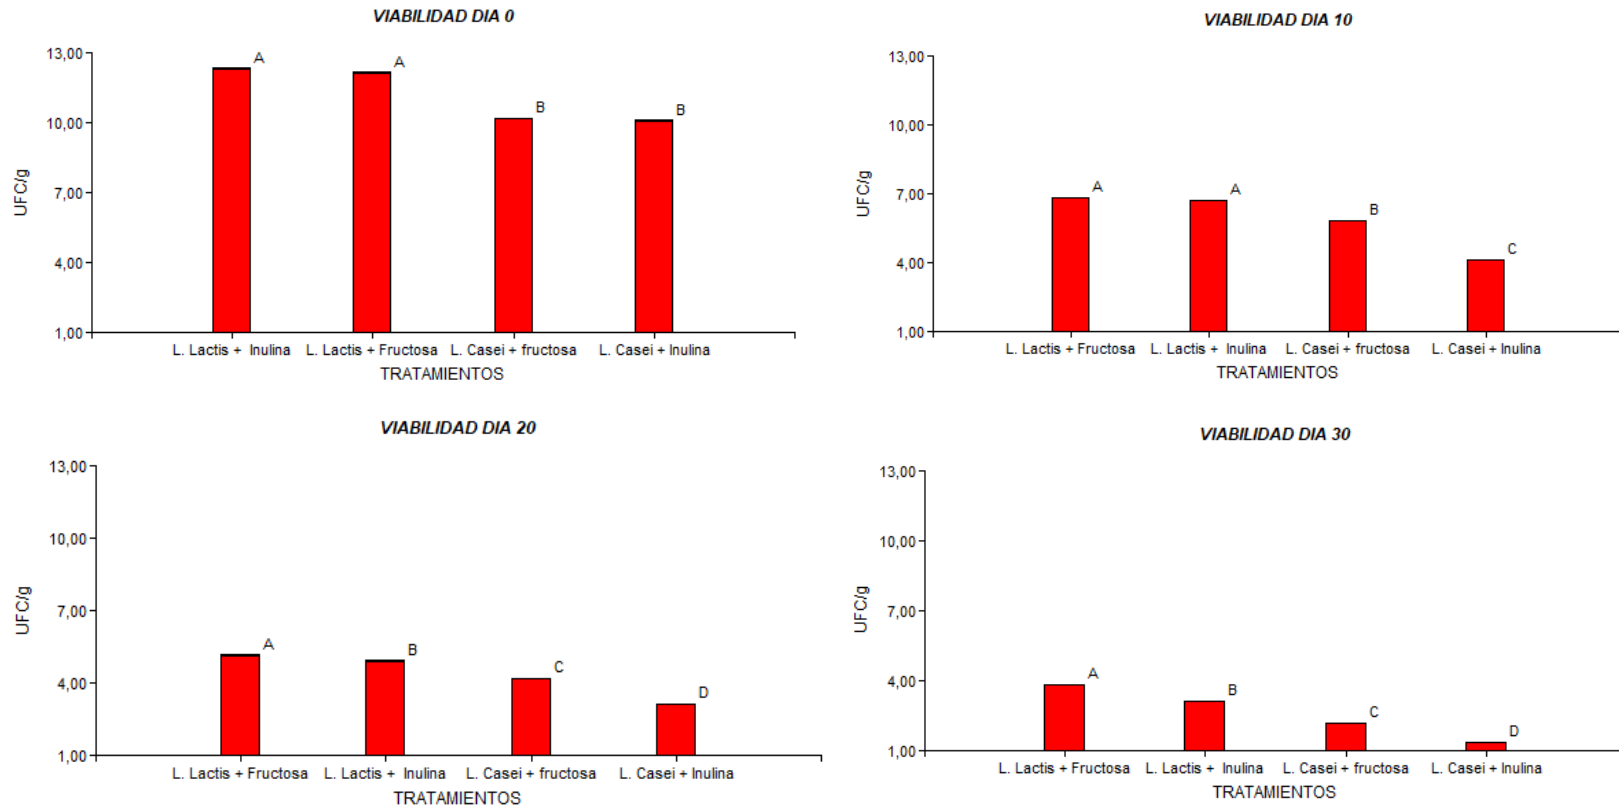 VIABILIDAD DIA 0
13,00
10,00
7,00
4,00
1,00
UFC/g
A
A
B
B
L. Lactis + Inulina
L. Lactis + Fructosa
L. Casei + fructosa
L. Casei + Inulina
TRATAMIENTOS
VIABILIDAD DIA 10
13,00
10,00
7,00
4,00
1,00
UFC/g
A
A
B
C
L. Lactis + Fructosa
L. Lactis + Inulina
L. Casei + fructosa
L. Casei + Inulina
TRATAMIENTOS
VIABILIDAD DIA 20
13,00
10,00
7,00
4,00
1,00
UFC/g
A
B
C
D
L. Lactis + Fructosa
L. Lactis + Inulina
L. Casei + fructosa
L. Casei + Inulina
TRATAMIENTOS
VIABILIDAD DIA 30
13,00
10,00
7,00
4,00
1,00
UFC/g
A
B
C
D
L. Lactis + Fructosa
L. Lactis + Inulina
L. Casei + fructosa
L. Casei + Inulina
TRATAMIENTOS